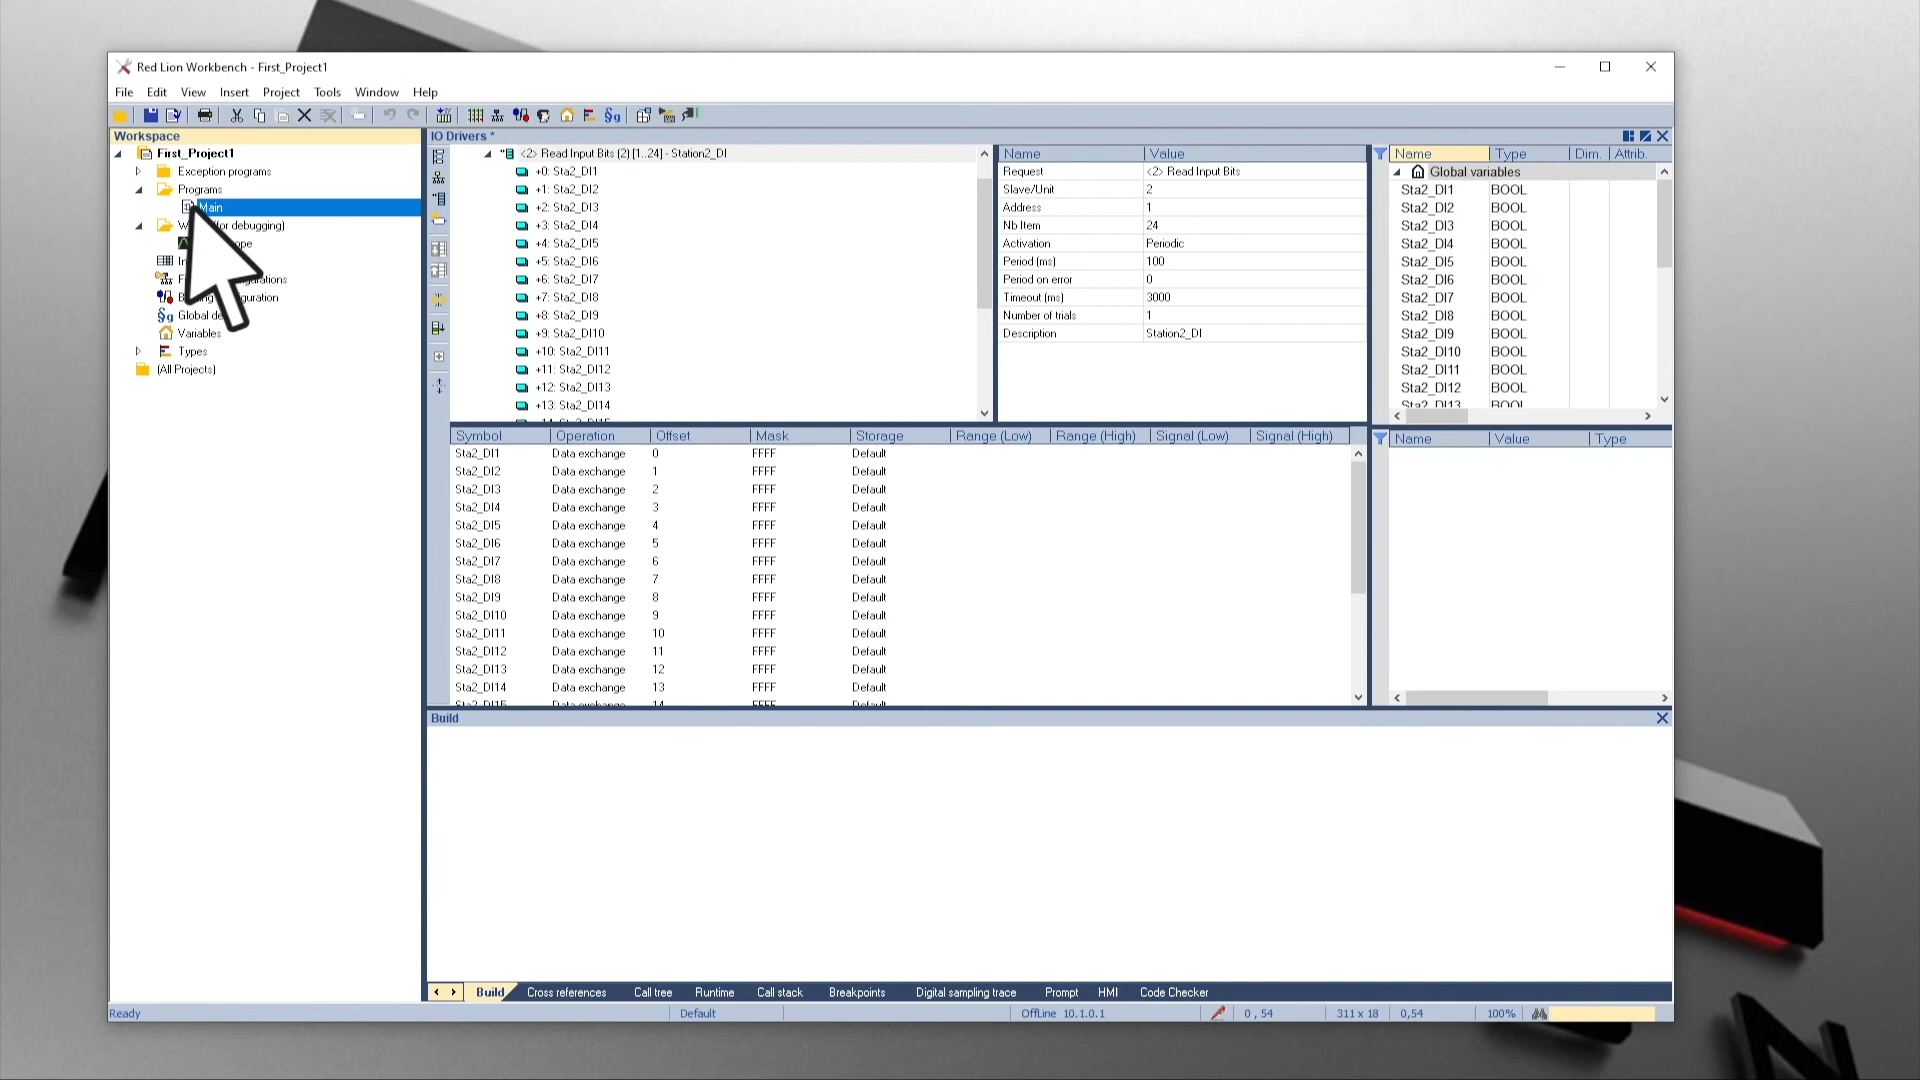 Red Lion Workbench - First_Project1
File Edit View Insert Project Tools Window Help
Workspace
First_Project1
Exception programs
Programs
Main
(All Projects)
Types
Variables
Global de
IO Drivers *
<2> Read Input Bits (2) [1..24] - Station2_DI
+0: Sta2_DI1
+1: Sta2_DI2
+2: Sta2_DI3
+3: Sta2_DI4
+4: Sta2_DI5
+5: Sta2_DI6
+6: Sta2_DI7
+7: Sta2_DI8
+8: Sta2_DI9
+9: Sta2_DI10
+10: Sta2_DI11
+11: Sta2_DI12
+12: Sta2_DI13
+13: Sta2_DI14
Name Value
Request <2> Read Input Bits
Slave/Unit 2
Address 1
Nb Item 24
Activation Periodic
Period (ms) 100
Period on error 0
Timeout (ms) 3000
Number of trials 1
Description Station2_DI
Name Type Dim. Attrib.
Global variables
Sta2_DI1 BOOL
Sta2_DI2 BOOL
Sta2_DI3 BOOL
Sta2_DI4 BOOL
Sta2_DI5 BOOL
Sta2_DI6 BOOL
Sta2_DI7 BOOL
Sta2_DI8 BOOL
Sta2_DI9 BOOL
Sta2_DI10 BOOL
Sta2_DI11 BOOL
Sta2_DI12 BOOL
Sta2_DI13 BOOL
Symbol Operation Offset Mask Storage Range (Low) Range (High) Signal (Low) Signal (High)
Sta2_DI1 Data exchange 0 FFFF Default
Sta2_DI2 Data exchange 1 FFFF Default
Sta2_DI3 Data exchange 2 FFFF Default
Sta2_DI4 Data exchange 3 FFFF Default
Sta2_DI5 Data exchange 4 FFFF Default
Sta2_DI6 Data exchange 5 FFFF Default
Sta2_DI7 Data exchange 6 FFFF Default
Sta2_DI8 Data exchange 7 FFFF Default
Sta2_DI9 Data exchange 8 FFFF Default
Sta2_DI10 Data exchange 9 FFFF Default
Sta2_DI11 Data exchange 10 FFFF Default
Sta2_DI12 Data exchange 11 FFFF Default
Sta2_DI13 Data exchange 12 FFFF Default
Sta2_DI14 Data exchange 13 FFFF Default
Sta2_DI15 Data exchange 14 FFFF Default
Name Value Type
Build
Build Cross references Call tree Runtime Call stack Breakpoints Digital sampling trace Prompt HMI Code Checker
Ready Default OffLine 10.1.0.1 0 , 54 311 x 18 0,54 100%